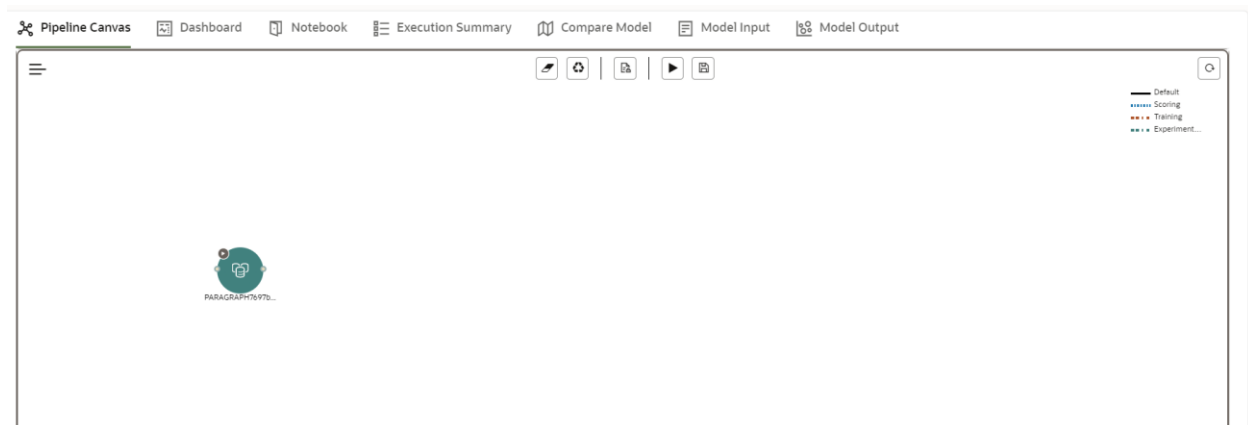 Pipeline Canvas Dashboard Notebook Execution Summary Compare Model Model Input Model Output
Default
Scoring
Training
Experiment...
PARAGRAPH7697b...